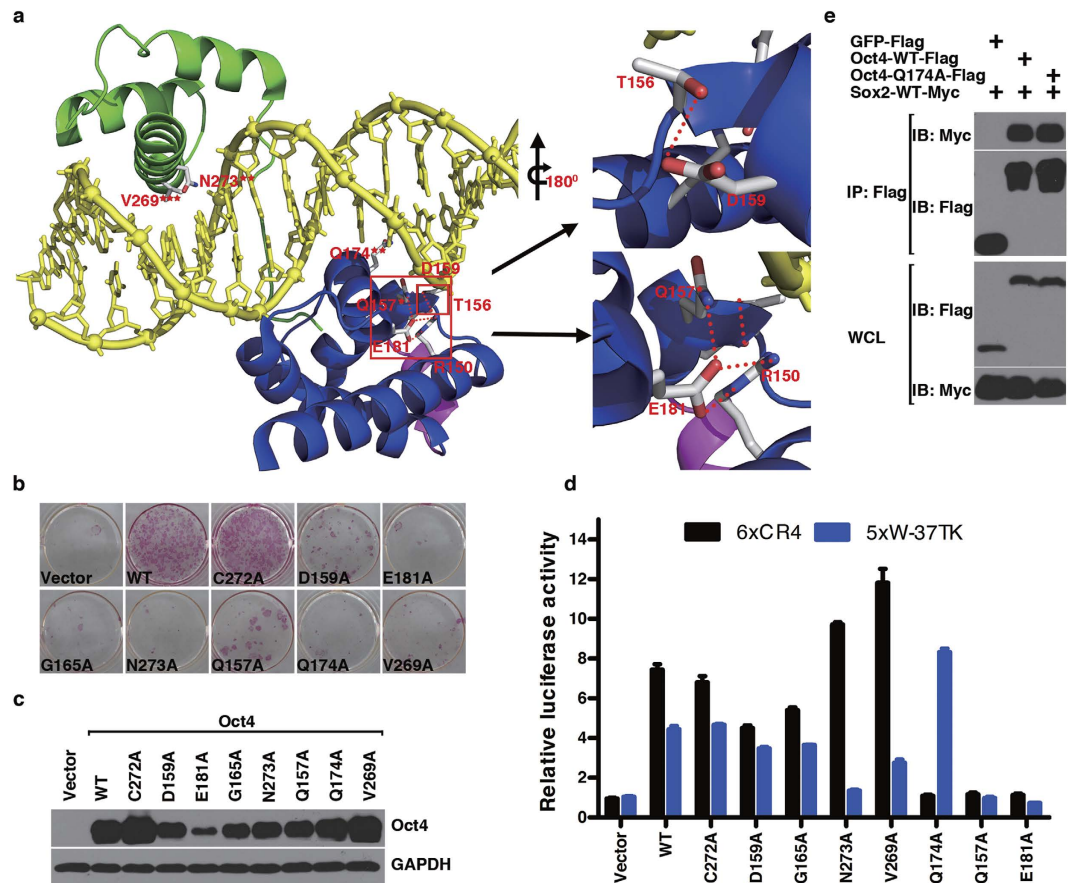 a
N273**
V269***
180⁰
Q174**
D159
Q157*
T156
E181
R150
T156
D159
Q157*
R150
E181
e
GFP-Flag +
Oct4-WT-Flag +
Oct4-Q174A-Flag +
Sox2-WT-Myc + + +
IP: Flag
IB: Myc
IB: Flag
WCL
IB: Flag
IB: Myc
b
Vector WT C272A D159A E181A
G165A N273A Q157A Q174A V269A
c
Oct4
Vector WT C272A D159A E181A G165A N273A Q157A Q174A V269A
Oct4
GAPDH
d
6xCR4 5xW-37TK
Relative luciferase activity
14
12
10
8
6
4
2
0
Vector WT C272A D159A G165A N273A V269A Q174A Q157A E181A